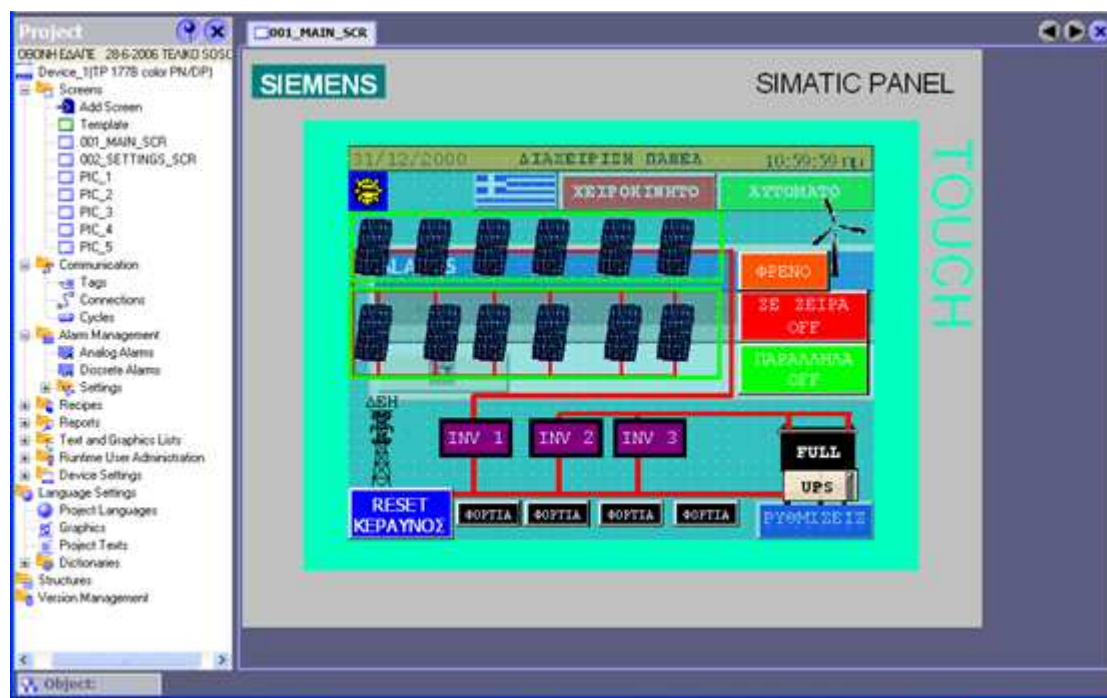 Project
001_MAIN_SCR
ΟΘΟΝΗ ΕΔΑΠΕ 28-6-2006 ΤΕΛΙΚΟ SOSC
Device_1(TP 177B color PN/DP)
Screens
Add Screen
Template
001_MAIN_SCR
002_SETTINGS_SCR
PIC_1
PIC_2
PIC_3
PIC_4
PIC_5
Communication
Tags
Connections
Cycles
Alarm Management
Analog Alarms
Discrete Alarms
Settings
Recipes
Reports
Text and Graphics Lists
Runtime User Administration
Device Settings
Language Settings
Project Languages
Graphics
Project Texts
Dictionaries
Structures
Version Management
Object:
SIEMENS
SIMATIC PANEL
TOUCH
31/12/2000 ΔΙΑΧΕΙΡΙΣΗ ΠΑΝΕΛ 10:59:59 πμ
ΧΕΙΡΟΚΙΝΗΤΟ ΑΥΤΟΜΑΤΟ
ΦΡΕΝΟ
ΣΕ ΣΕΙΡΑ
OFF
ΠΑΡΑΛΛΗΛΑ
OFF
ΔΕΗ
INV 1 INV 2 INV 3
FULL
UPS
RESET
ΚΕΡΑΥΝΟΣ
ΦΟΡΤΙΑ ΦΟΡΤΙΑ ΦΟΡΤΙΑ ΦΟΡΤΙΑ
ΡΥΘΜΙΣΕΙΣ